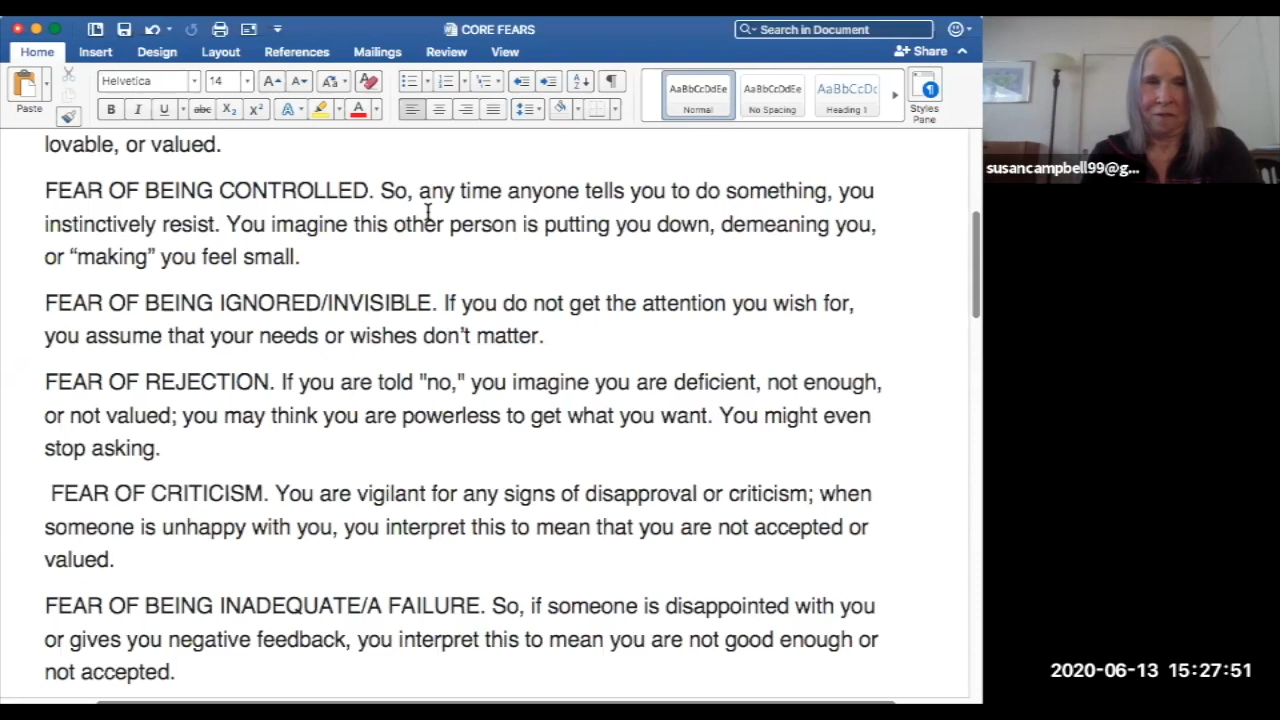 CORE FEARS
Search in Document
Home Insert Design Layout References Mailings Review View
Share
Helvetica 14
Paste
AaBbCcDdEe AaBbCcDdEe AaBbCcDc
Normal No Spacing Heading 1
Styles
Pane
lovable, or valued.
FEAR OF BEING CONTROLLED. So, any time anyone tells you to do something, you
instinctively resist. You imagine this other person is putting you down, demeaning you,
or “making” you feel small.
FEAR OF BEING IGNORED/INVISIBLE. If you do not get the attention you wish for,
you assume that your needs or wishes don’t matter.
FEAR OF REJECTION. If you are told "no," you imagine you are deficient, not enough,
or not valued; you may think you are powerless to get what you want. You might even
stop asking.
FEAR OF CRITICISM. You are vigilant for any signs of disapproval or criticism; when
someone is unhappy with you, you interpret this to mean that you are not accepted or
valued.
FEAR OF BEING INADEQUATE/A FAILURE. So, if someone is disappointed with you
or gives you negative feedback, you interpret this to mean you are not good enough or
not accepted.
susancampbell99@g...
2020-06-13 15:27:51